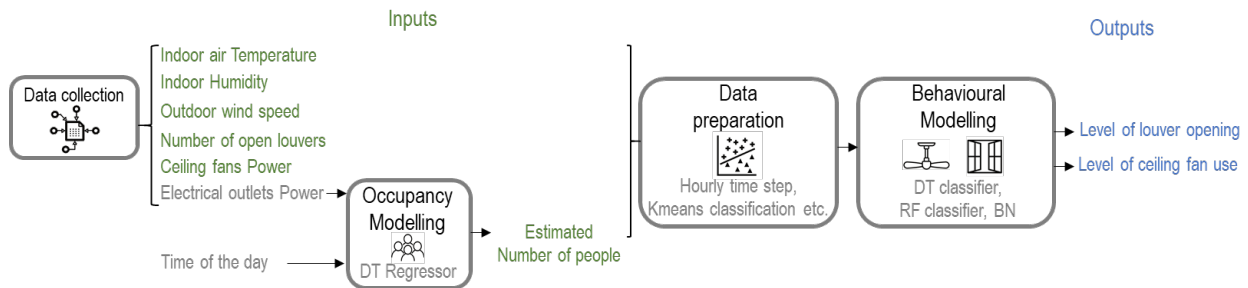 Inputs
Outputs
Data collection
Indoor air Temperature
Indoor Humidity
Outdoor wind speed
Number of open louvers
Ceiling fans Power
Electrical outlets Power
Time of the day
Occupancy
Modelling
DT Regressor
Estimated
Number of people
Data
preparation
Hourly time step,
Kmeans classification etc.
Behavioural
Modelling
DT classifier,
RF classifier, BN
Level of louver opening
Level of ceiling fan use